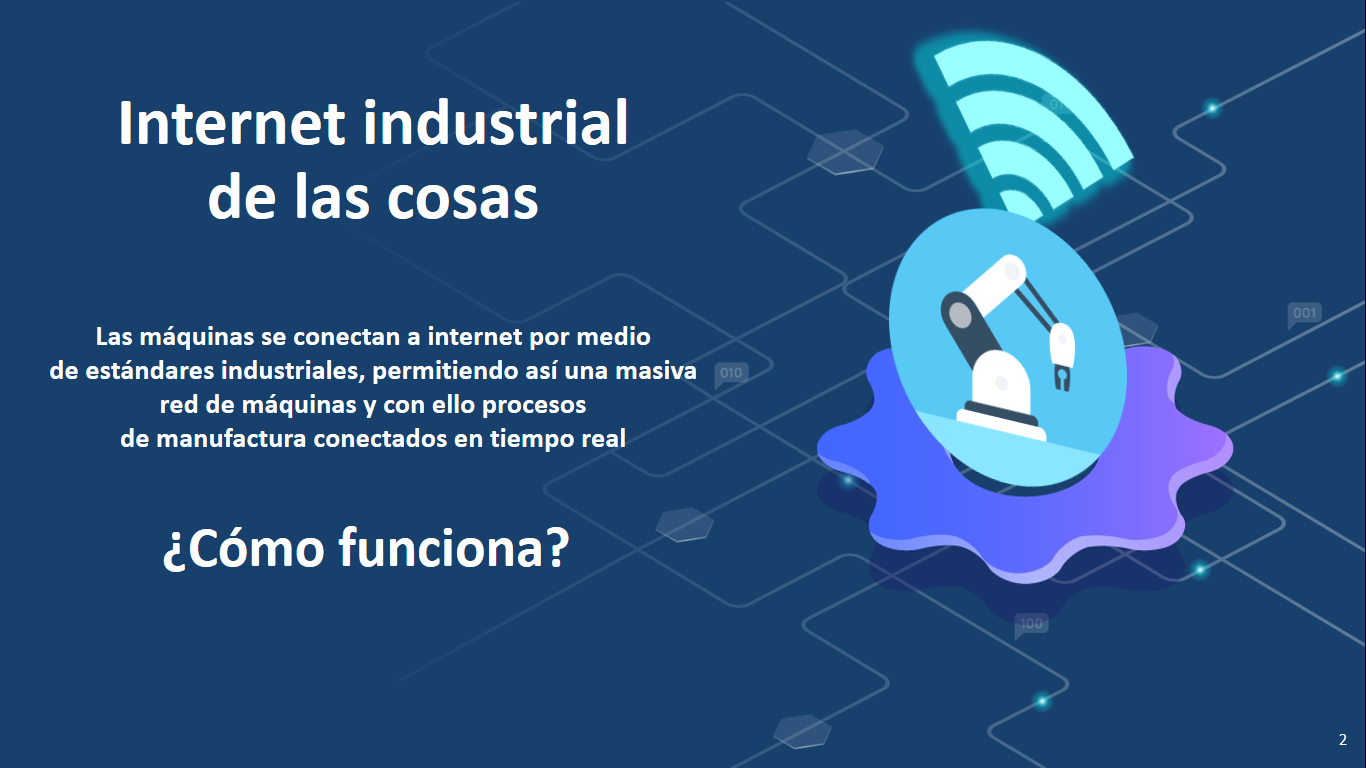 Internet industrial
de las cosas
Las máquinas se conectan a internet por medio
de estándares industriales, permitiendo así una masiva
red de máquinas y con ello procesos
de manufactura conectados en tiempo real
¿Cómo funciona?
010
001
100
2